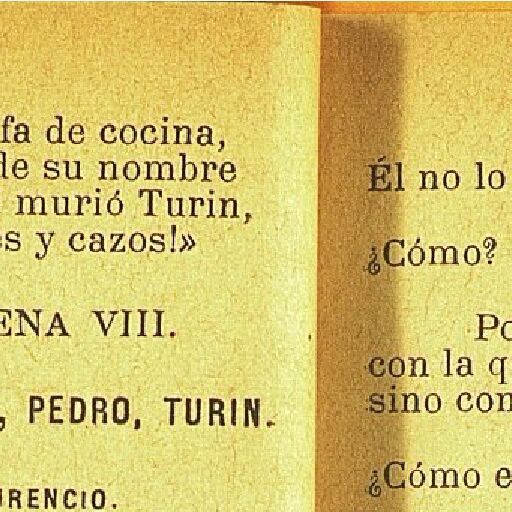 fa de cocina,
de su nombre
murió Turin,
es y cazos!»
ENA VIII.
, PEDRO, TURIN.
URENCIO.
Él no lo
¿Cómo?
Po
con la q
sino con
¿Cómo e